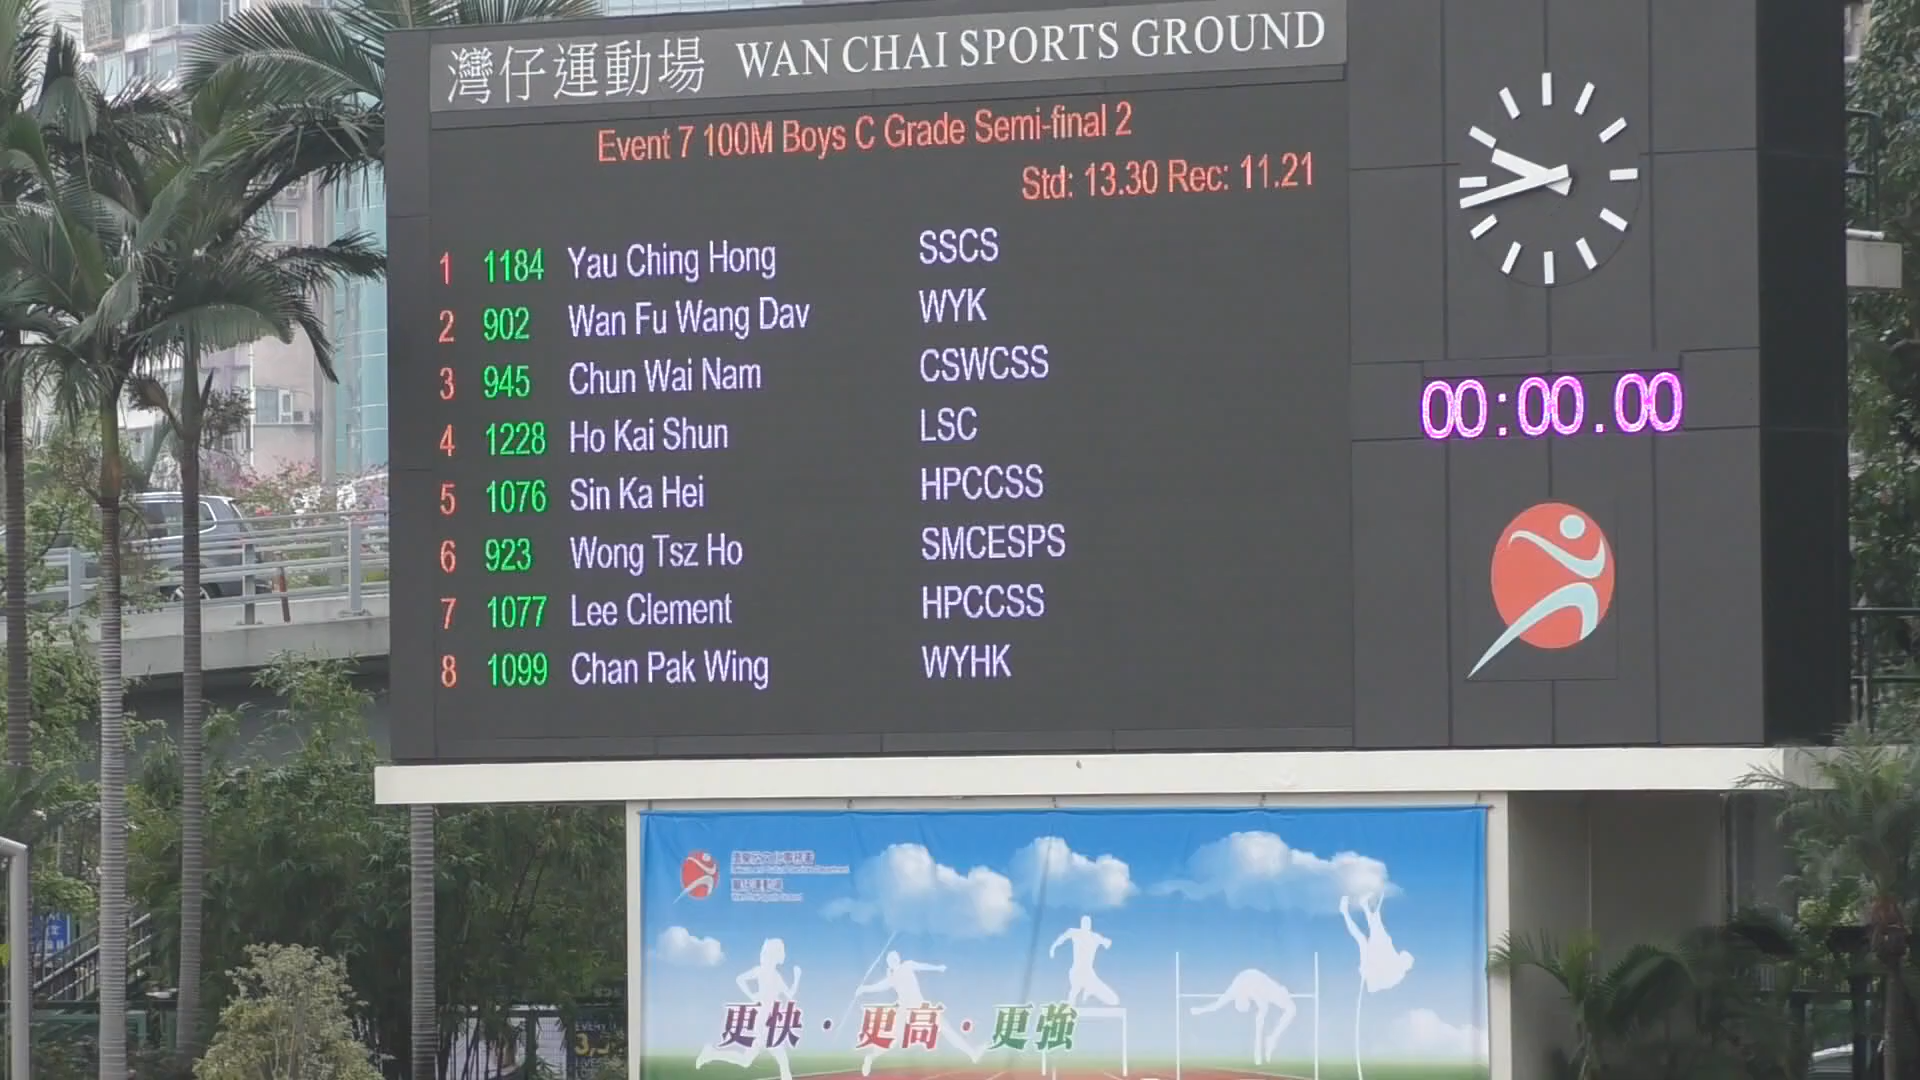 灣仔運動場 WAN CHAI SPORTS GROUND
Event 7 100M Boys C Grade Semi-final 2
Std: 13.30 Rec: 11.21
1 1184 Yau Ching Hong SSCS
2 902 Wan Fu Wang Dav WYK
3 945 Chun Wai Nam CSWCSS
4 1228 Ho Kai Shun LSC
5 1076 Sin Ka Hei HPCCSS
6 923 Wong Tsz Ho SMCESPS
7 1077 Lee Clement HPCCSS
8 1099 Chan Pak Wing WYHK
00:00.00
更快・更高・更強